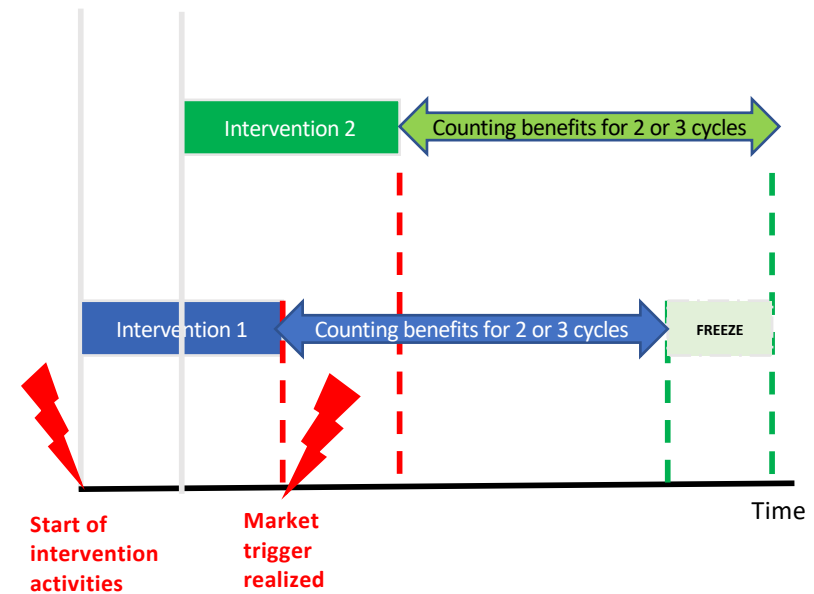 Intervention 2
Counting benefits for 2 or 3 cycles
Intervention 1
Counting benefits for 2 or 3 cycles
FREEZE
Time
Start of
intervention
activities
Market
trigger
realized